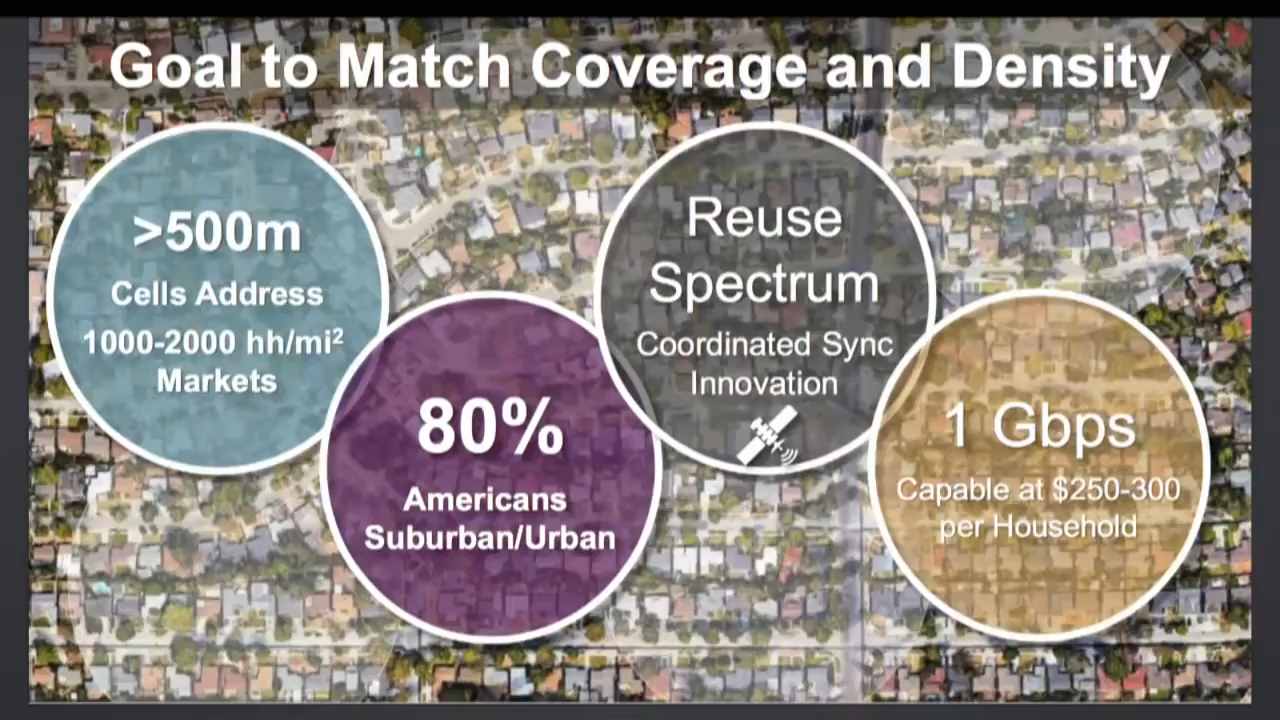 Goal to Match Coverage and Density
>500m
Cells Address
1000-2000 hh/mi²
Markets
80%
Americans
Suburban/Urban
Reuse
Spectrum
Coordinated Sync
Innovation
1 Gbps
Capable at $250-300
per Household